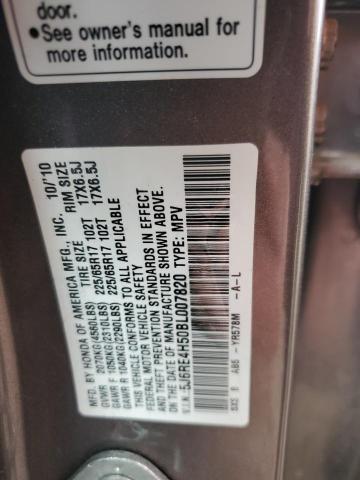 door.
•See owner's manual for
more information.
MFD. BY HONDA OF AMERICA MFG., INC. 10/'10
TIRE SIZE RIM SIZE
GVWR 2070KG(4560LBS) 225/65R17 102T 17X6.5J
GAWR F 1050KG(2310LBS) 225/65R17 102T 17X6.5J
GAWR R 1040KG(2290LBS)
THIS VEHICLE CONFORMS TO ALL APPLICABLE
FEDERAL MOTOR VEHICLE SAFETY
AND THEFT PREVENTION STANDARDS IN EFFECT
ON THE DATE OF MANUFACTURE SHOWN ABOVE.
V.I.N. 5J6RE4H50BL007820 TYPE: MPV
YR578M -A-L